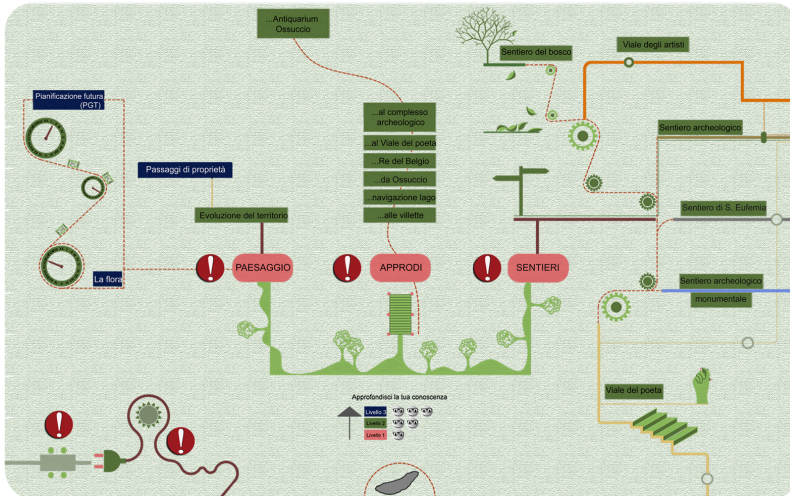 ...Antiquarium
Ossuccio
Sentiero del bosco
Viale degli artisti
Pianificazione futura
(PGT)
...al complesso
archeologico
Sentiero archeologico
...al Viale del poeta
...Re del Belgio
Passaggi di proprietà
...da Ossuccio
...navigazione lago
Sentiero di S. Eufemia
Evoluzione del territorio
...alle villette
La flora
PAESAGGIO
APPRODI
SENTIERI
Sentiero archeologico
monumentale
Viale del poeta
Approfondisci la tua conoscenza
Livello 3
Livello 2
Livello 1